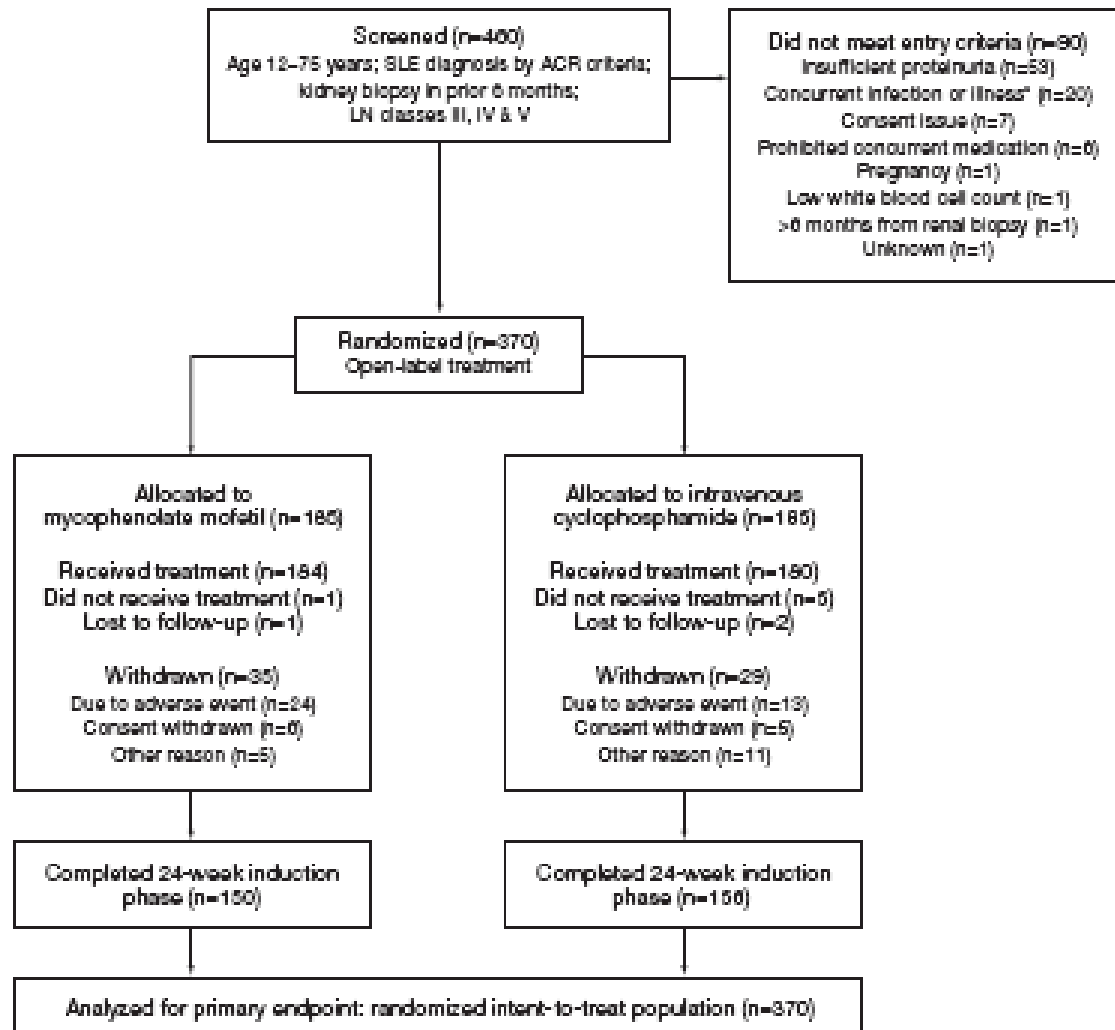 Screened (n=460)
Age 12–75 years; SLE diagnosis by ACR criteria;
kidney biopsy in prior 6 months;
LN classes III, IV & V
Did not meet entry criteria (n=90)
Insufficient proteinuria (n=53)
Concurrent infection or illness* (n=20)
Consent issue (n=7)
Prohibited concurrent medication (n=6)
Pregnancy (n=1)
Low white blood cell count (n=1)
>6 months from renal biopsy (n=1)
Unknown (n=1)
Randomized (n=370)
Open-label treatment
Allocated to
mycophenolate mofetil (n=185)
Received treatment (n=184)
Did not receive treatment (n=1)
Lost to follow-up (n=1)
Withdrawn (n=35)
Due to adverse event (n=24)
Consent withdrawn (n=6)
Other reason (n=5)
Allocated to intravenous
cyclophosphamide (n=185)
Received treatment (n=180)
Did not receive treatment (n=5)
Lost to follow-up (n=2)
Withdrawn (n=29)
Due to adverse event (n=13)
Consent withdrawn (n=5)
Other reason (n=11)
Completed 24-week induction
phase (n=150)
Completed 24-week induction
phase (n=156)
Analyzed for primary endpoint: randomized intent-to-treat population (n=370)